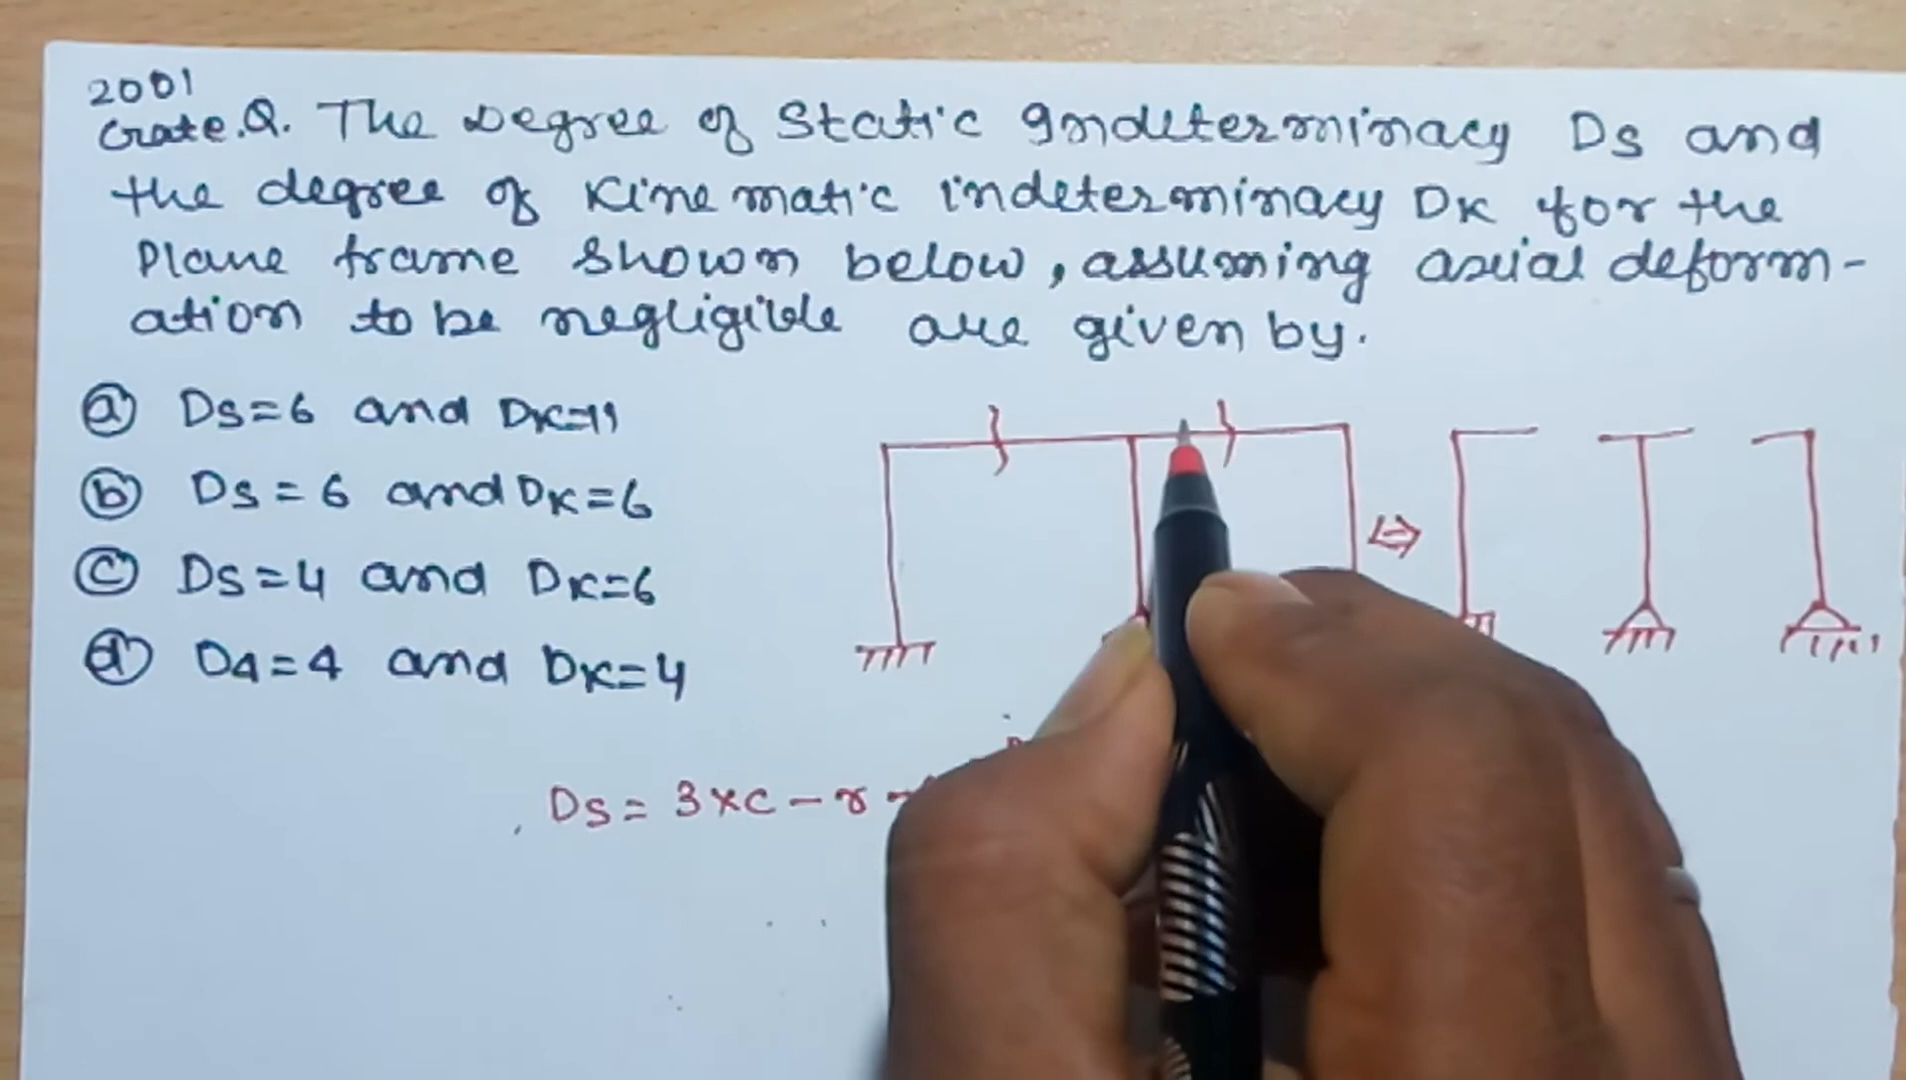 2001
Gate.Q. The Degree of Static Indeterminacy Ds and
the degree of Kinematic indeterminacy DK for the
Plane frame shown below, assuming axial deform-
ation to be negligible are given by.
(a) Ds=6 and DK=11
(b) Ds=6 and DK=6
(c) Ds=4 and DK=6
(d) D4=4 and DK=4
Ds = 3×c - r